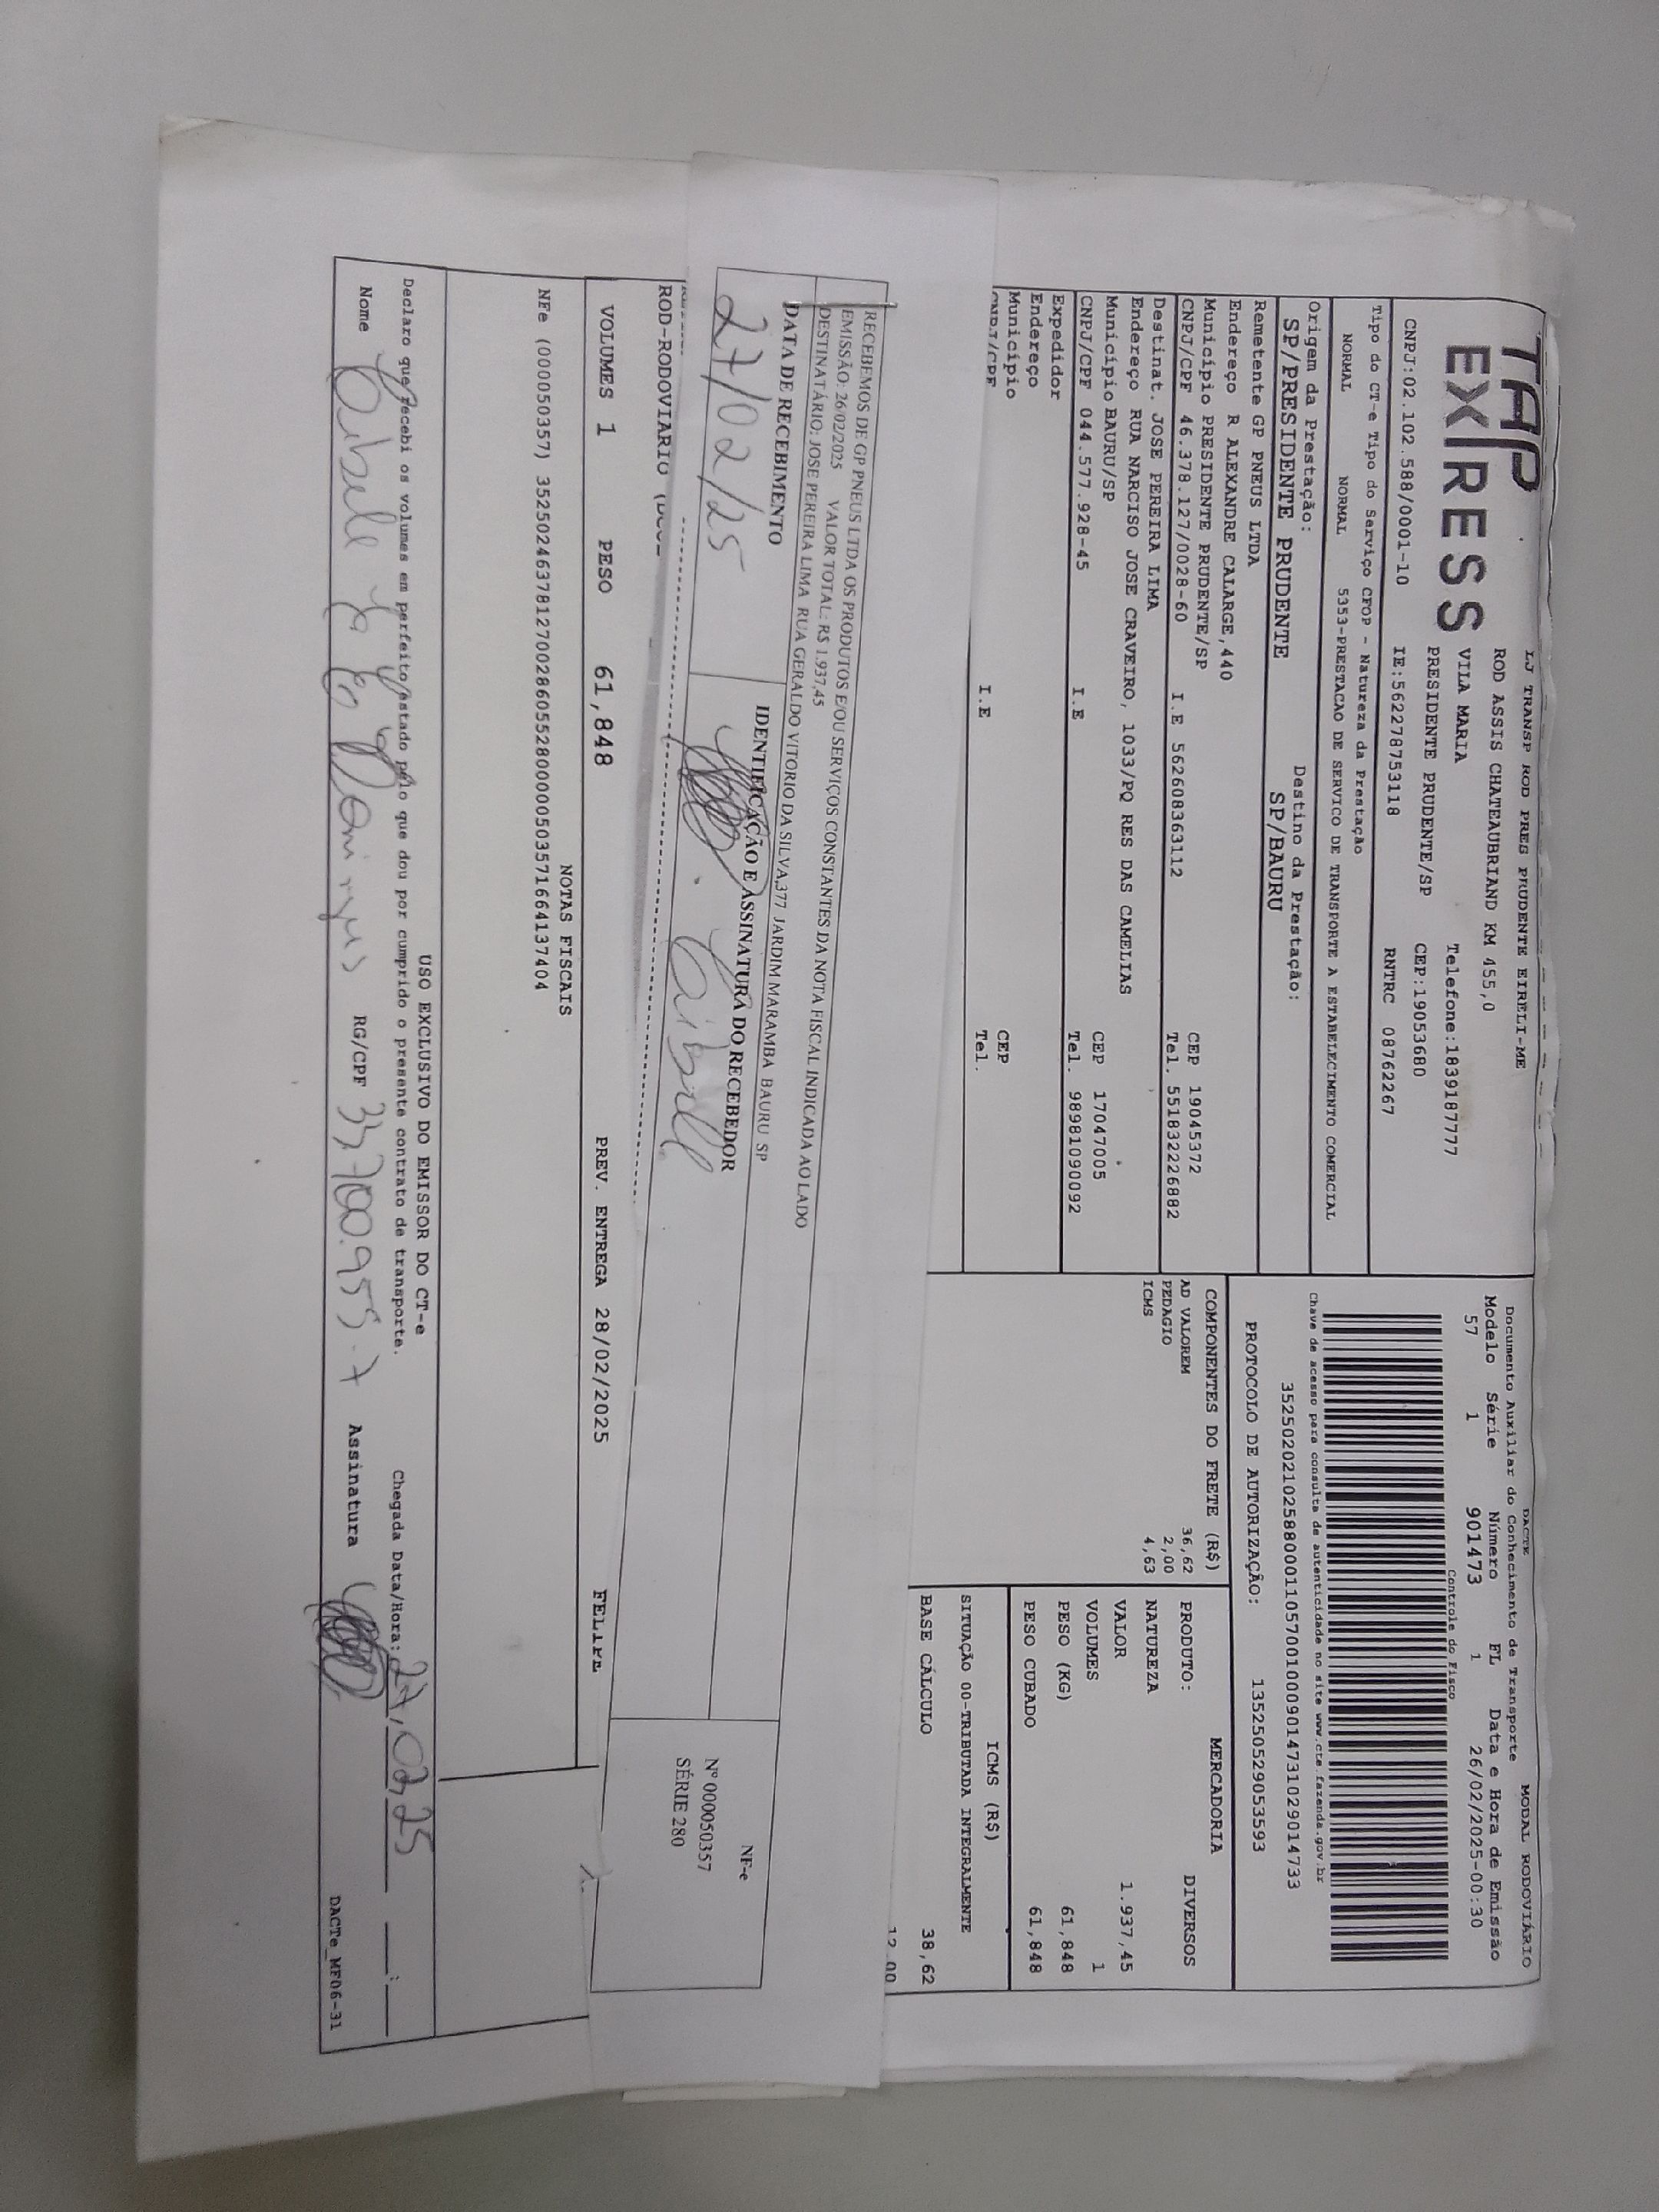 TAP EXPRESS
LJ TRANSP ROD PRES PRUDENTE EIRELI-ME
ROD ASSIS CHATEAUBRIAND KM 455,0
VILA MARIA Telefone:1839187777
PRESIDENTE PRUDENTE/SP CEP:19053680
CNPJ:02.102.588/0001-10 IE:562278753118 RNTRC 08762267
Tipo do CT-e Tipo do Serviço CFOP - Natureza da Prestação
NORMAL NORMAL 5353-PRESTACAO DE SERVICO DE TRANSPORTE A ESTABELECIMENTO COMERCIAL
Origem da Prestação: Destino da Prestação:
SP/PRESIDENTE PRUDENTE SP/BAURU
Remetente GP PNEUS LTDA
Endereço R ALEXANDRE CALARGE,440 CEP 19045372
Município PRESIDENTE PRUDENTE/SP Tel. 551832226882
CNPJ/CPF 46.378.127/0028-60 I.E 562608363112
Destinat. JOSE PEREIRA LIMA
Endereço RUA NARCISO JOSE CRAVEIRO, 1033/PQ RES DAS CAMELIAS
Município BAURU/SP CEP 17047005
CNPJ/CPF 044.577.928-45 I.E Tel. 98981090092
Expedidor
Endereço
Município CEP
CNPJ/CPF I.E Tel.
DACTE MODAL RODOVIÁRIO
Documento Auxiliar do Conhecimento de Transporte
Modelo Série Número FL Data e Hora de Emissão
57 1 901473 1 26/02/2025-00:30
Controle do Fisco
Chave de acesso para consulta de autenticidade no site www.cte.fazenda.gov.br
35250202102588000110570010009014731029014733
PROTOCOLO DE AUTORIZAÇÃO: 135250529053593
COMPONENTES DO FRETE (R$)
AD VALOREM 36,62
PEDAGIO 2,00
ICMS 4,63
MERCADORIA
PRODUTO: DIVERSOS
NATUREZA
VALOR 1.937,45
VOLUMES 1
PESO (KG) 61,848
PESO CUBADO 61,848
ICMS (R$)
SITUAÇÃO 00-TRIBUTADA INTEGRALMENTE
BASE CÁLCULO 38,62
12,00
RECEBEMOS DE GP PNEUS LTDA OS PRODUTOS E/OU SERVIÇOS CONSTANTES DA NOTA FISCAL INDICADA AO LADO
EMISSÃO: 26/02/2025 VALOR TOTAL: R$ 1.937,45
DESTINATÁRIO: JOSE PEREIRA LIMA RUA GERALDO VITORIO DA SILVA,377 JARDIM MARAMBA BAURU SP
DATA DE RECEBIMENTO IDENTIFICAÇÃO E ASSINATURA DO RECEBEDOR
27/02/25
NF-e
Nº 000050357
SÉRIE 280
ROD-RODOVIARIO
VOLUMES 1 PESO 61,848 PREV. ENTREGA 28/02/2025 FELIPE
NOTAS FISCAIS
NFe (000050357) 35250246378127002860552800000503571664137404
USO EXCLUSIVO DO EMISSOR DO CT-e
Declaro que recebi os volumes em perfeito estado pelo que dou por cumprido o presente contrato de transporte. Chegada Data/Hora: 27,02,25
Nome RG/CPF 33,700.955-7 Assinatura
DACTe_MF06-31